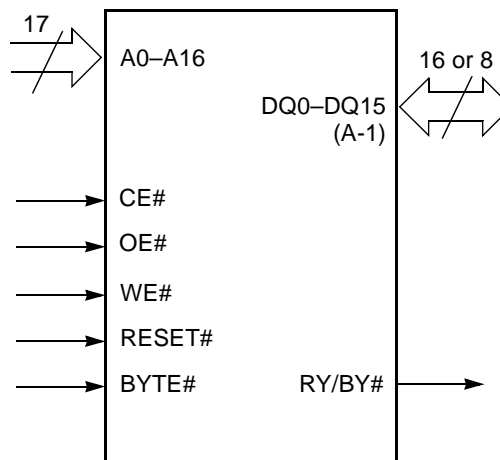 17
A0–A16
16 or 8
DQ0–DQ15
(A-1)
CE#
OE#
WE#
RESET#
BYTE#
RY/BY#